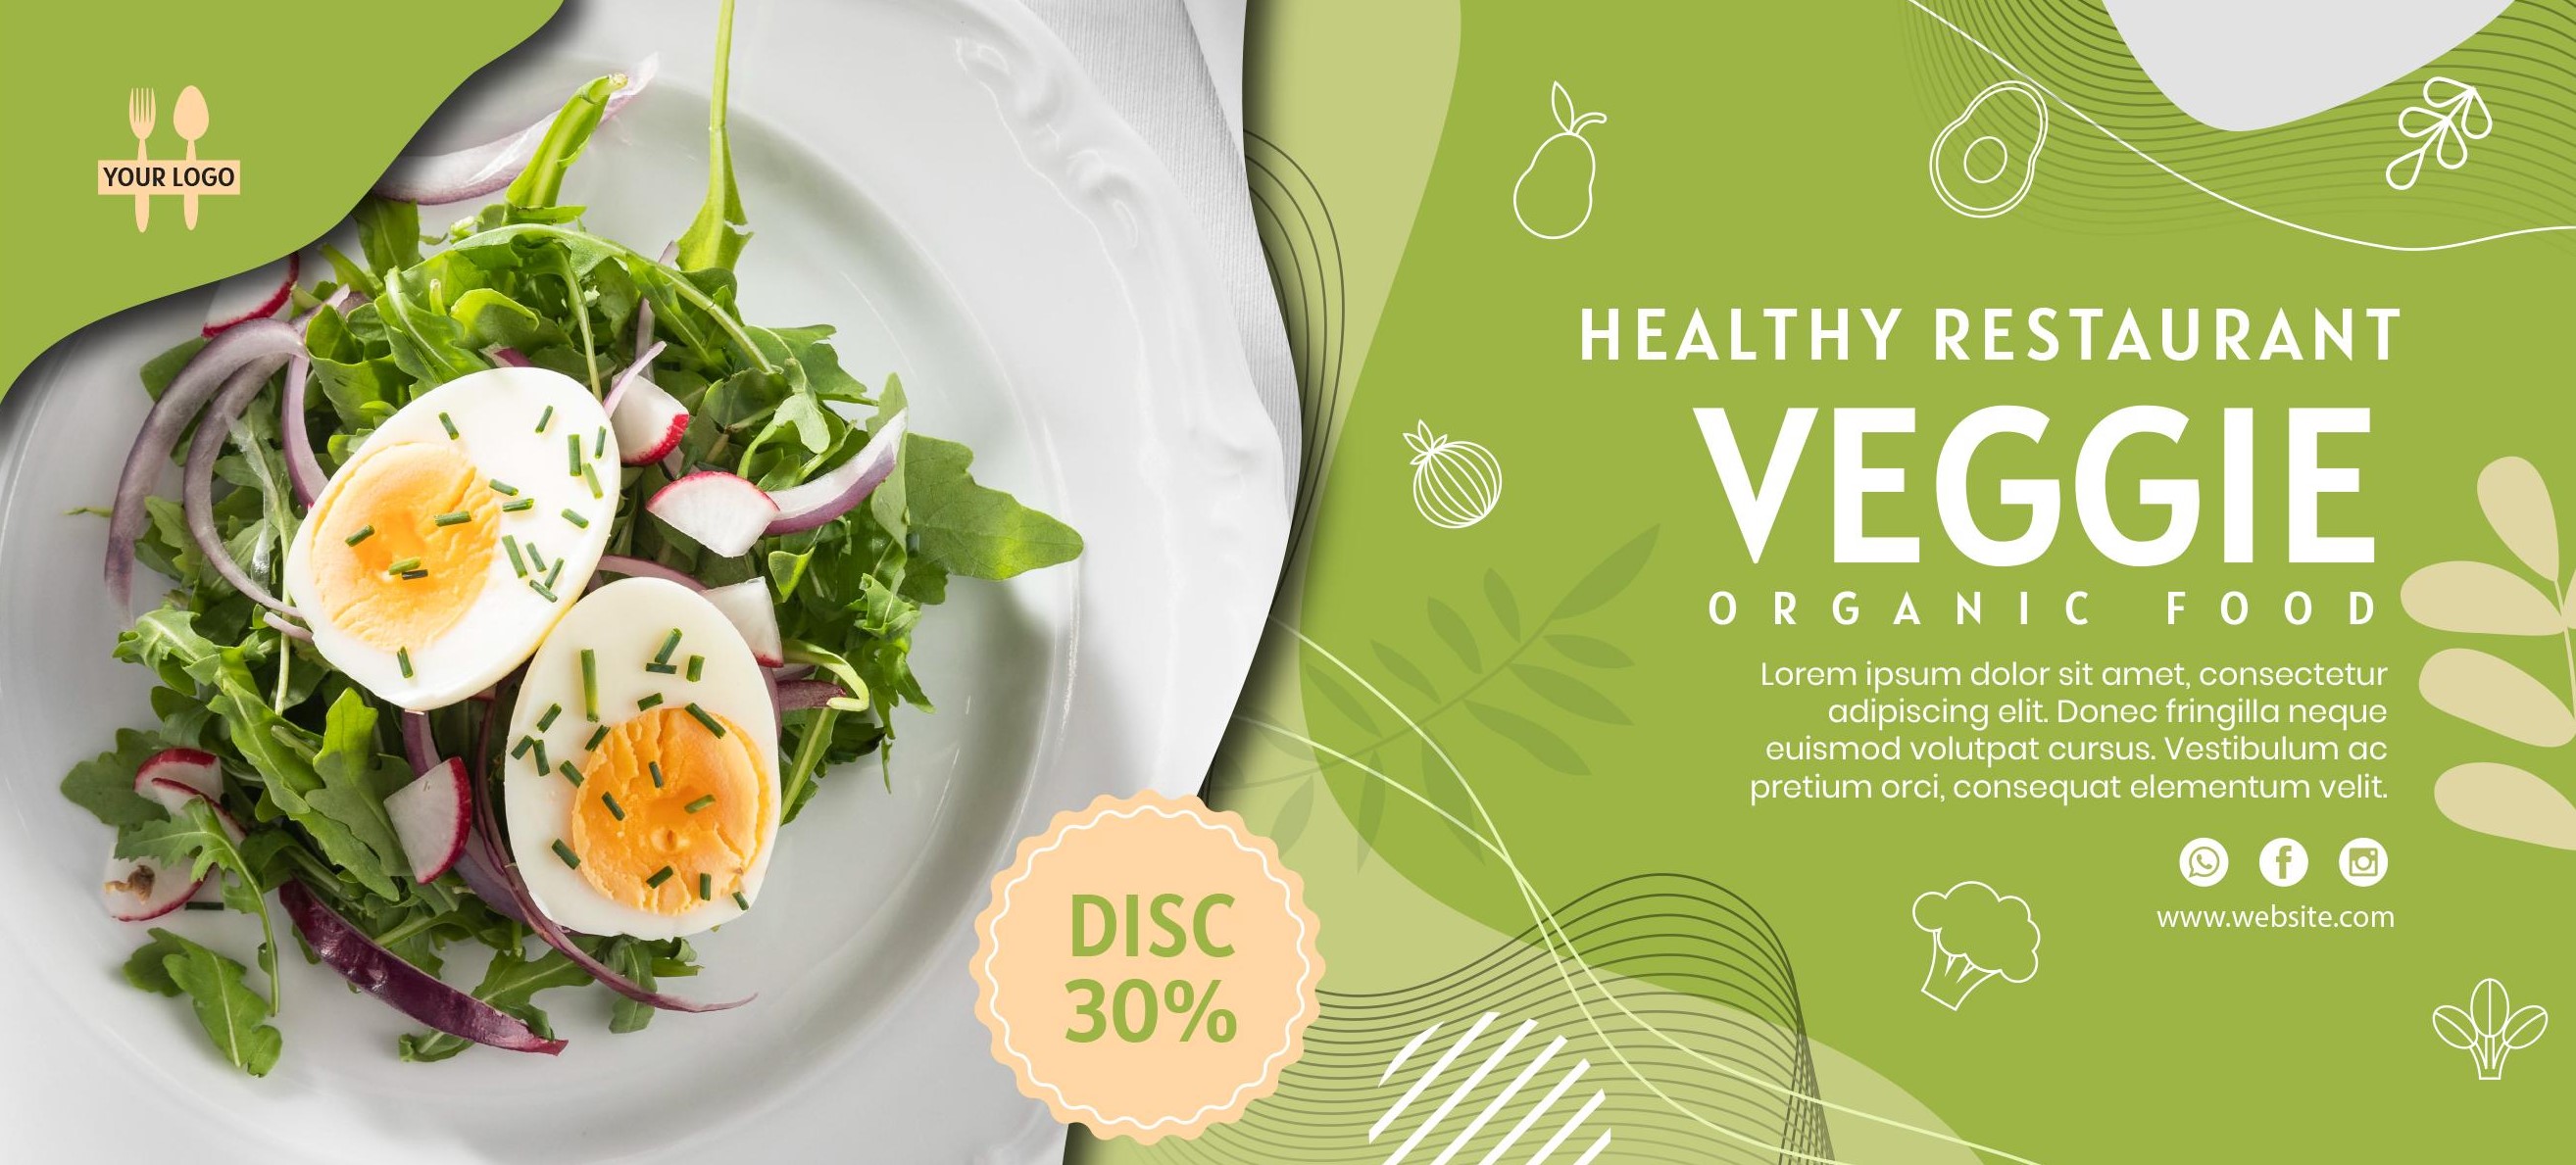 YOUR LOGO
HEALTHY RESTAURANT
VEGGIE
ORGANIC FOOD
Lorem ipsum dolor sit amet, consectetur
adipiscing elit. Donec fringilla neque
euismod volutpat cursus. Vestibulum ac
pretium orci, consequat elementum velit.
www.website.com
DISC
30%